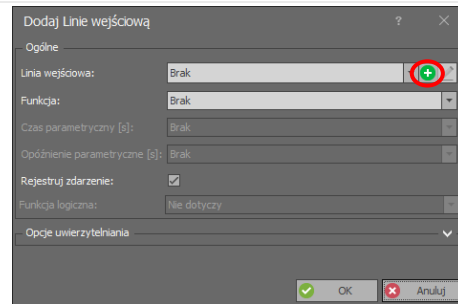 Dodaj Linie wejściową ?
Ogólne
Linia wejściowa: Brak
Funkcja: Brak
Czas parametryczny [s]: Brak
Opóźnienie parametryczne [s]: Brak
Rejestruj zdarzenie:
Funkcja logiczna: Nie dotyczy
Opcje uwierzytelniania
OK Anuluj